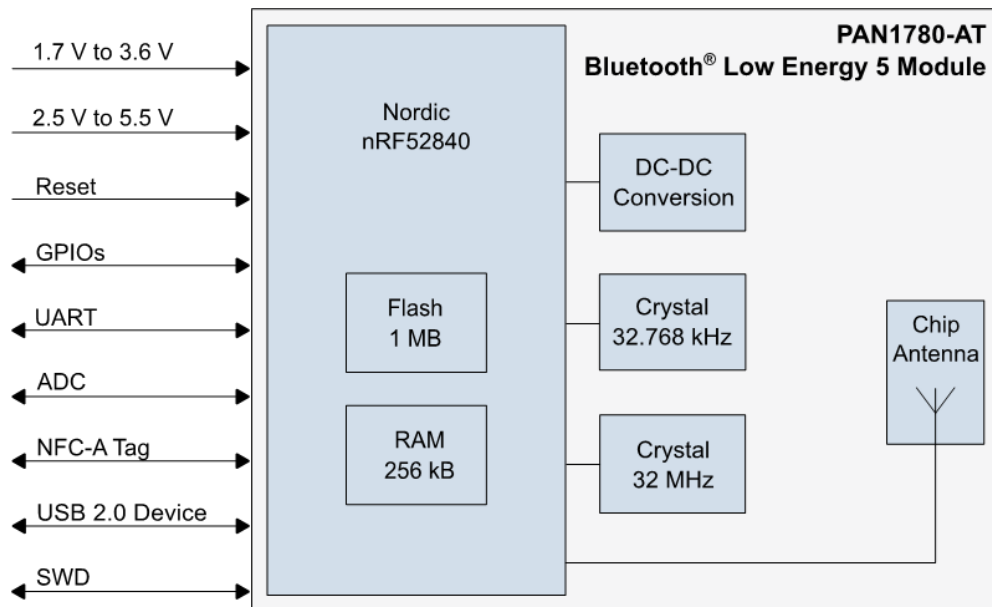 PAN1780-AT
Bluetooth® Low Energy 5 Module
1.7 V to 3.6 V
2.5 V to 5.5 V
Reset
GPIOs
UART
ADC
NFC-A Tag
USB 2.0 Device
SWD
Nordic
nRF52840
Flash
1 MB
RAM
256 kB
DC-DC
Conversion
Crystal
32.768 kHz
Crystal
32 MHz
Chip
Antenna